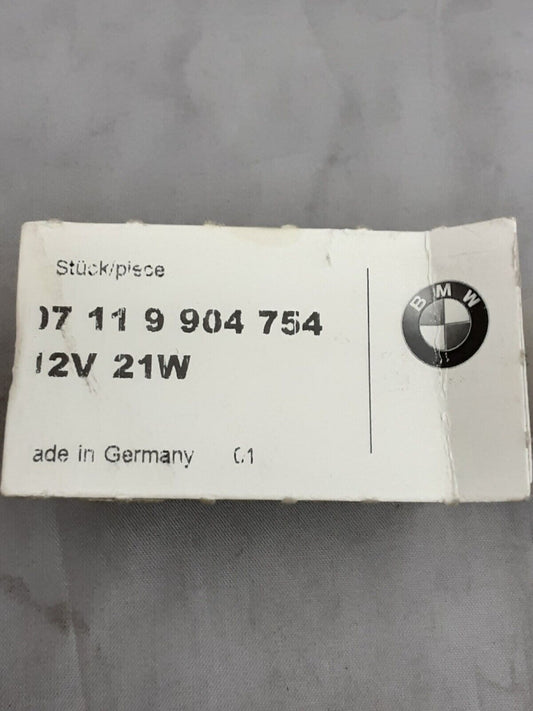 Stück/piece
07 11 9 904 754
12V 21W
ade in Germany 01
BMW